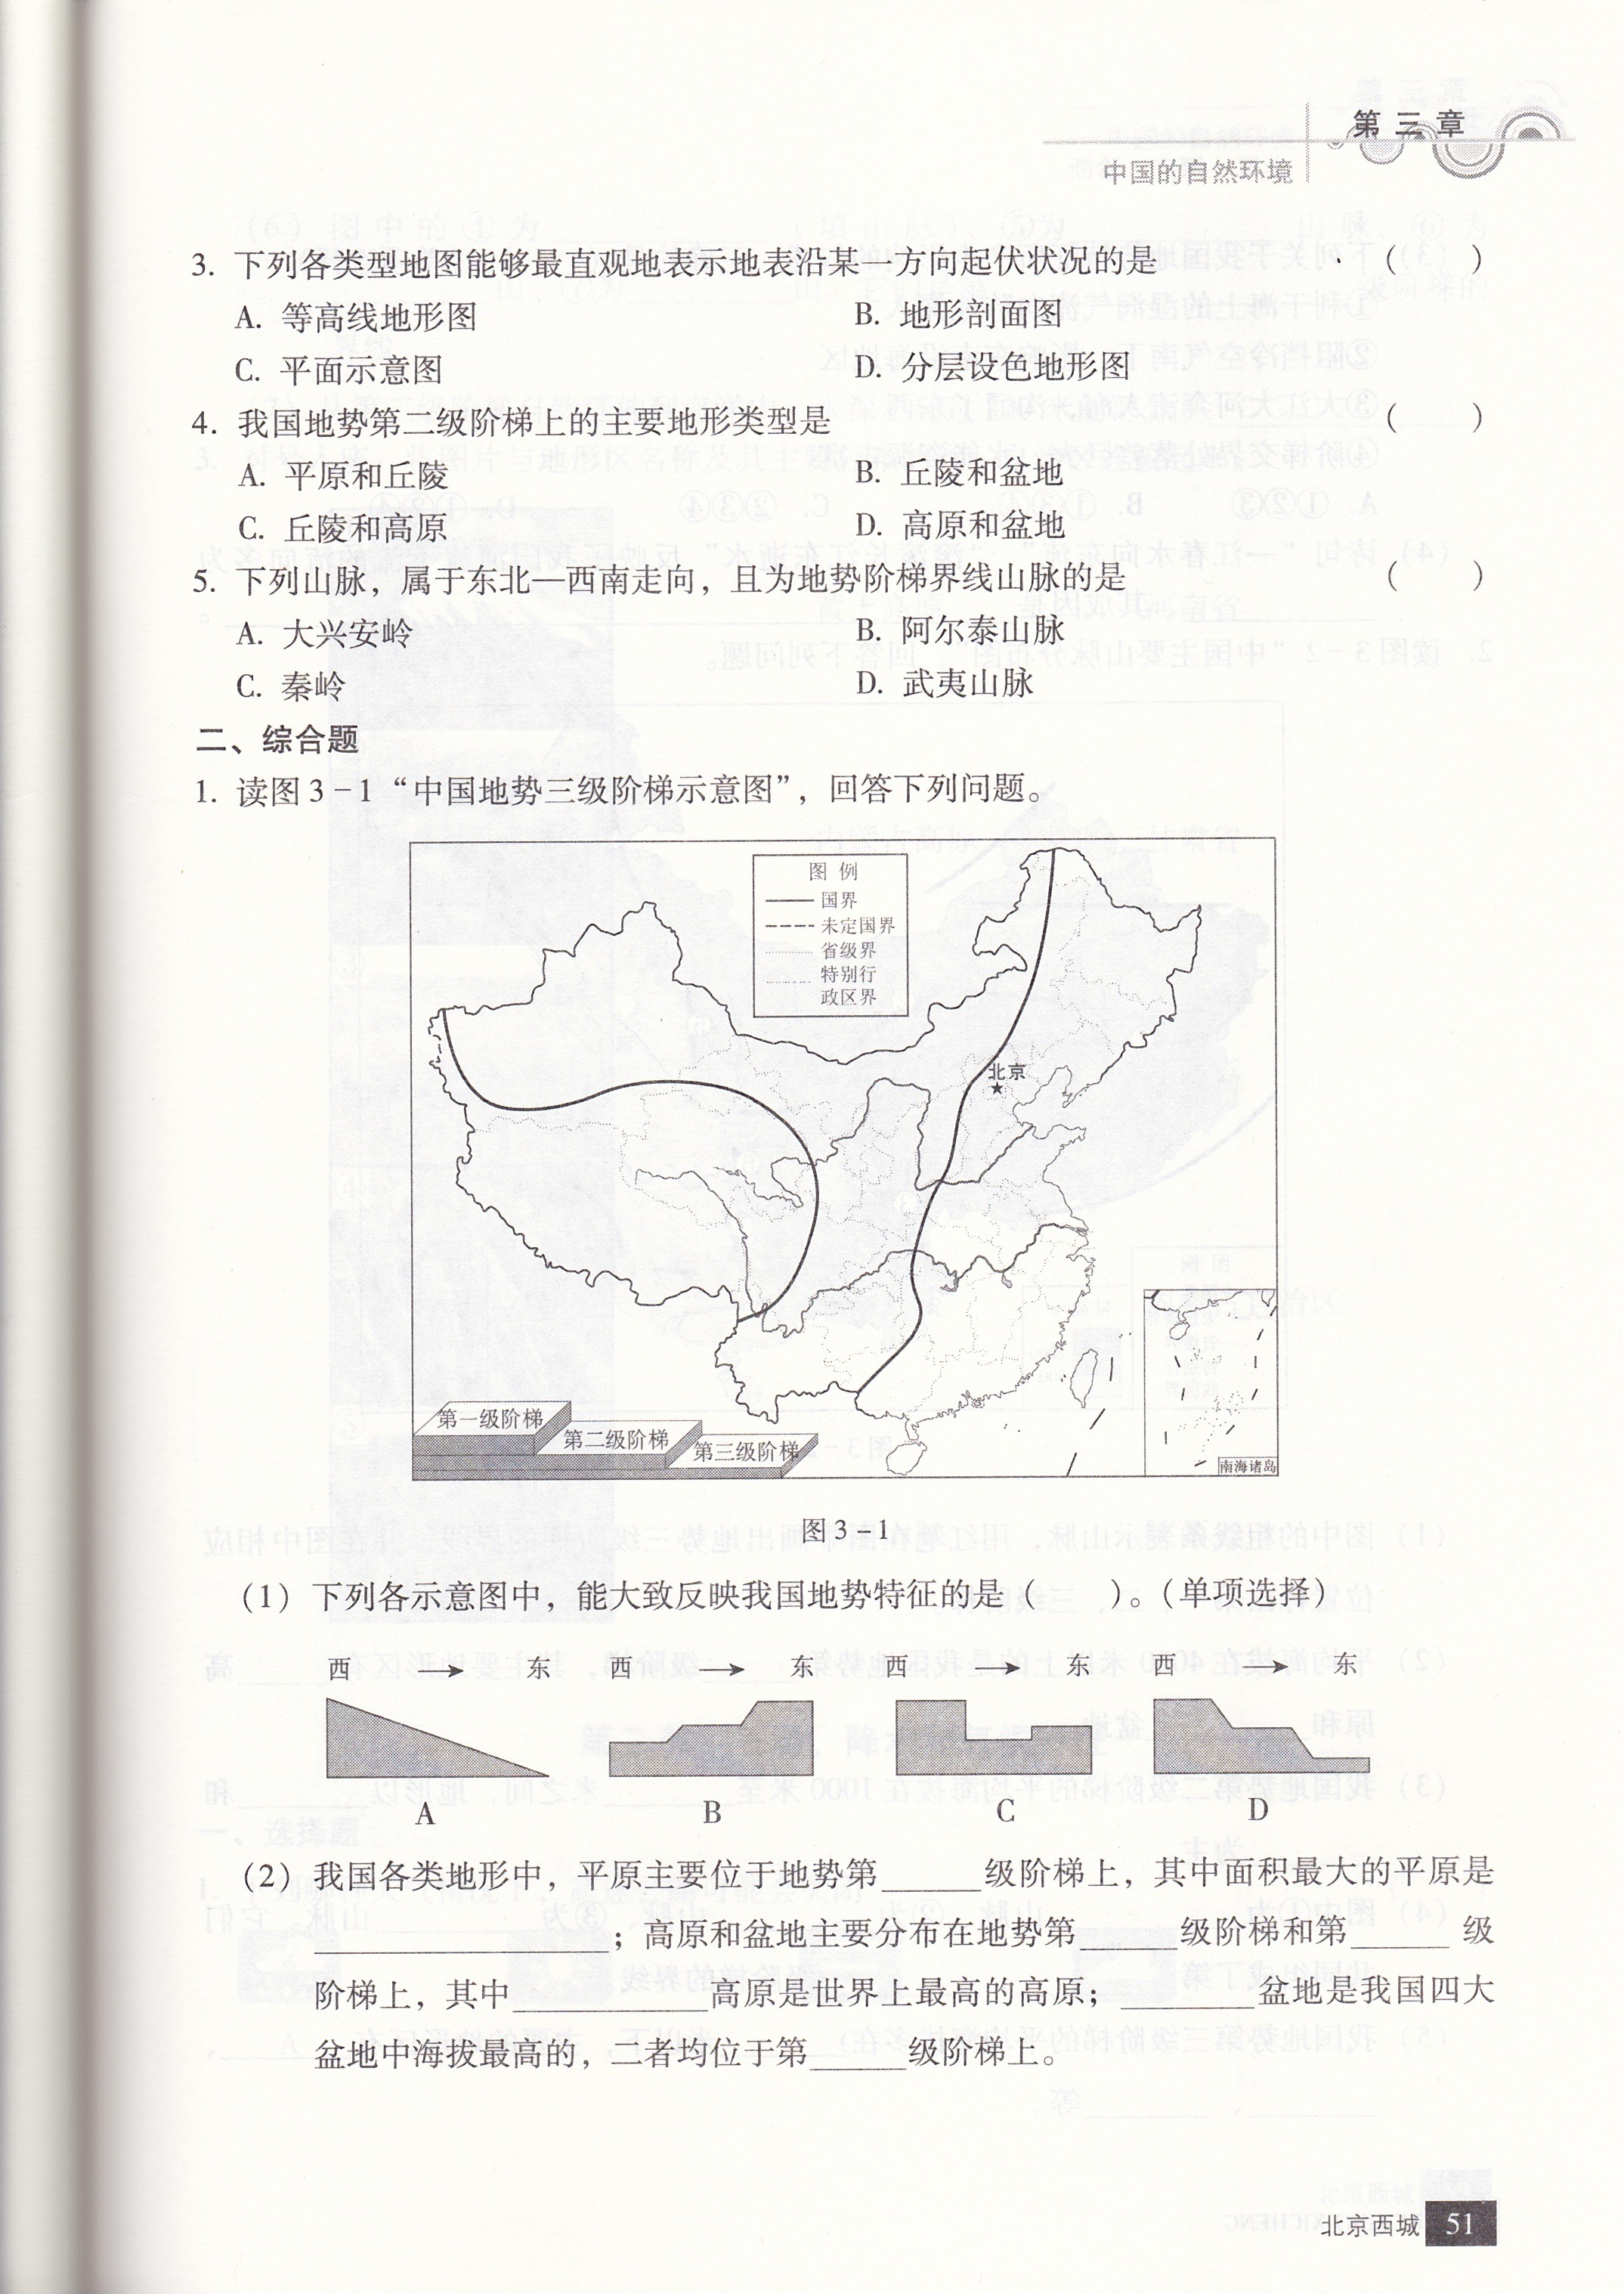 第三章
中国的自然环境
3. 下列各类型地图能够最直观地表示地表沿某一方向起伏状况的是 （ ）
A. 等高线地形图 B. 地形剖面图
C. 平面示意图 D. 分层设色地形图
4. 我国地势第二级阶梯上的主要地形类型是 （ ）
A. 平原和丘陵 B. 丘陵和盆地
C. 丘陵和高原 D. 高原和盆地
5. 下列山脉，属于东北—西南走向，且为地势阶梯界线山脉的是 （ ）
A. 大兴安岭 B. 阿尔泰山脉
C. 秦岭 D. 武夷山脉
二、综合题
1. 读图3－1“中国地势三级阶梯示意图”，回答下列问题。
图 例
国界
未定国界
省级界
特别行
政区界
北京
第一级阶梯
第二级阶梯
第三级阶梯
南海诸岛
图3－1
（1）下列各示意图中，能大致反映我国地势特征的是（ ）。（单项选择）
西 → 东 西 → 东 西 → 东 西 → 东
A B C D
（2）我国各类地形中，平原主要位于地势第______级阶梯上，其中面积最大的平原是
__________________；高原和盆地主要分布在地势第______级阶梯和第______ 级
阶梯上，其中____________高原是世界上最高的高原；________盆地是我国四大
盆地中海拔最高的，二者均位于第______级阶梯上。
北京西城 51